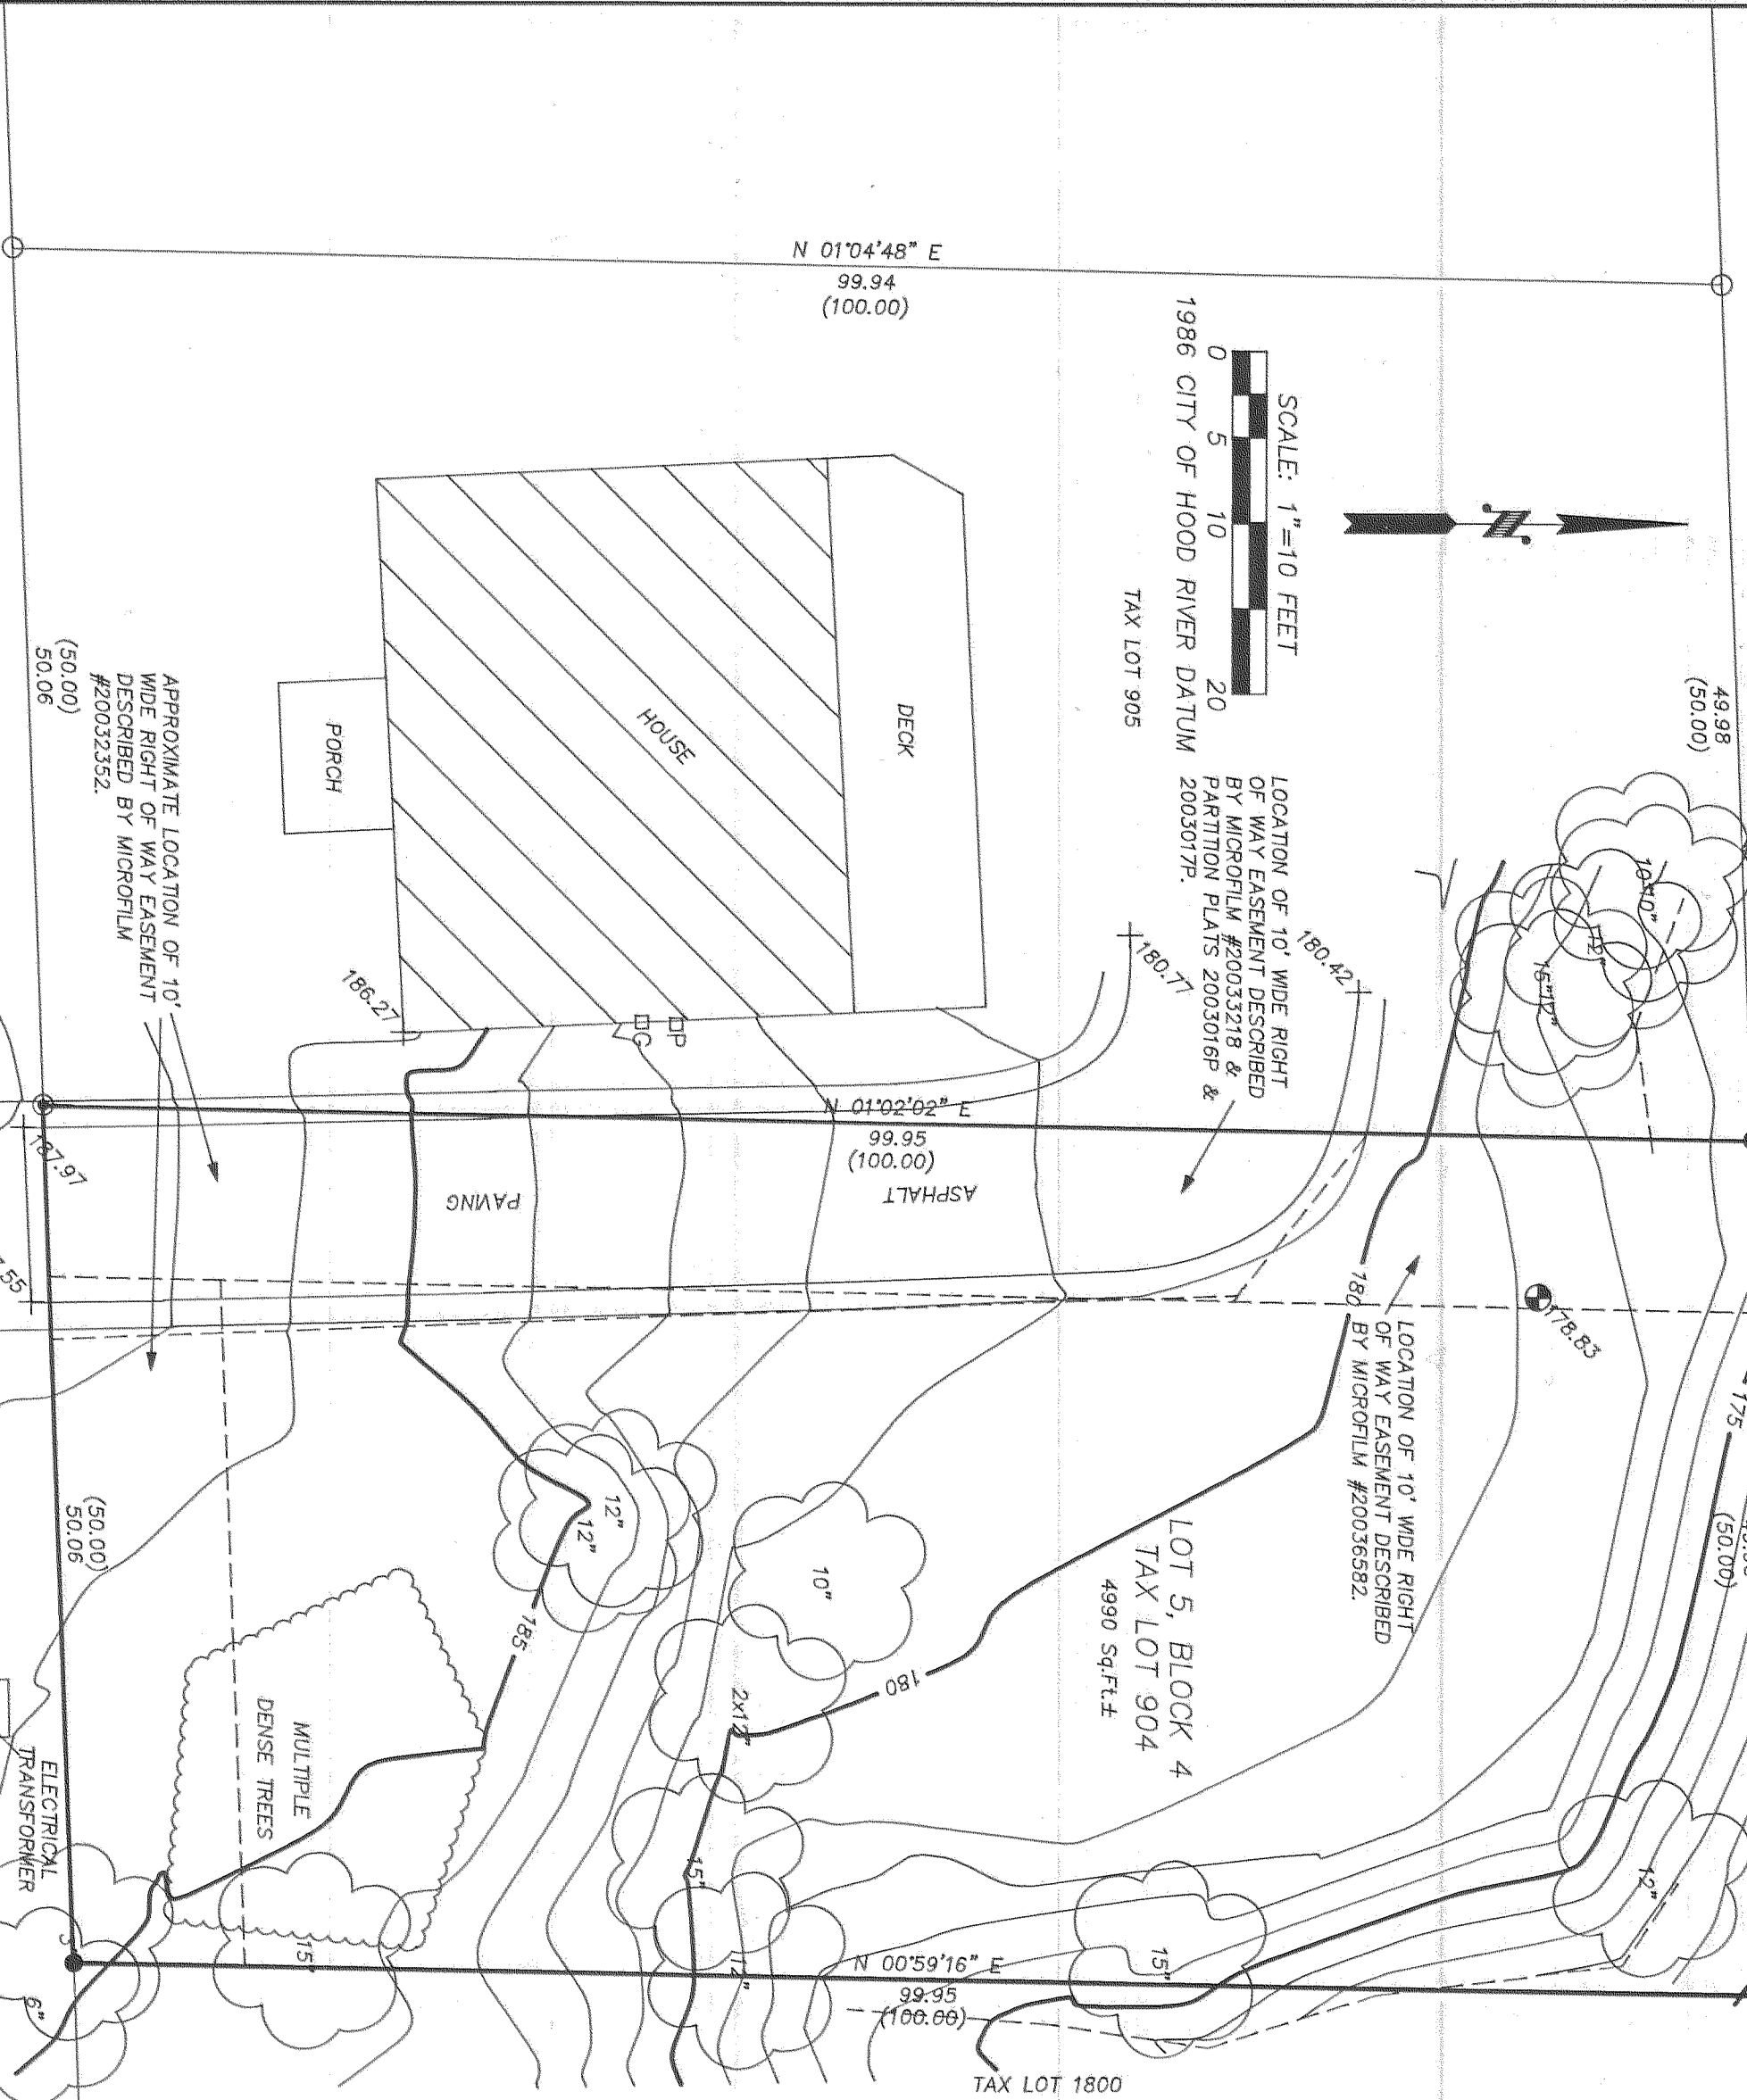 N 01°04'48" E
99.94
(100.00)
SCALE: 1"=10 FEET
0 5 10 20
1986 CITY OF HOOD RIVER DATUM
N
TAX LOT 905
49.98
(50.00)
DECK
HOUSE
PORCH
LOCATION OF 10' WIDE RIGHT
OF WAY EASEMENT DESCRIBED
BY MICROFILM #20033218 &
PARTITION PLATS 200316P &
2003017P.
APPROXIMATE LOCATION OF 10'
WIDE RIGHT OF WAY EASEMENT
DESCRIBED BY MICROFILM
#20032352.
(50.00)
50.06
10"
12"
180.42
180.77
186.27
G
P
N 01°02'02" E
99.95
(100.00)
187.97
PAVING
ASPHALT
180
178.83
LOCATION OF 10' WIDE RIGHT
OF WAY EASEMENT DESCRIBED
BY MICROFILM #20036582.
175
(50.00)
12"
12"
10"
LOT 5, BLOCK 4
TAX LOT 904
4990 Sq.Ft.±
185
180
(50.00)
50.06
2x12"
MULTIPLE
DENSE TREES
ELECTRICAL
TRANSFORMER
15"
12"
15"
12"
15"
6"
N 00°59'16" E
99.95
(100.00)
TAX LOT 1800